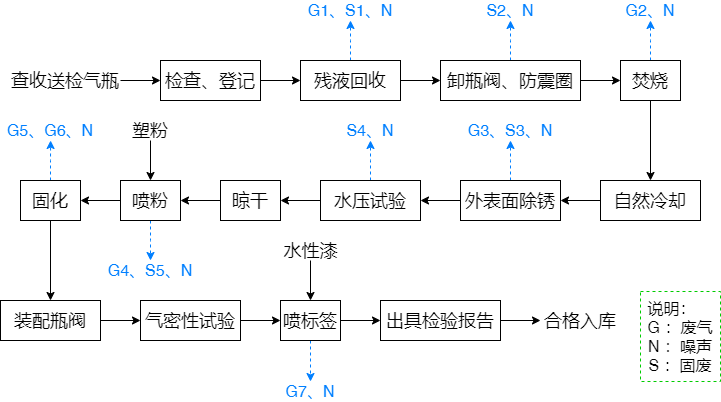 G1、S1、N
S2、N
G2、N
查收送检气瓶
检查、登记
残液回收
卸瓶阀、防震圈
焚烧
G5、G6、N
塑粉
S4、N
G3、S3、N
固化
喷粉
晾干
水压试验
外表面除锈
自然冷却
G4、S5、N
水性漆
装配瓶阀
气密性试验
喷标签
出具检验报告
合格入库
G7、N
说明：
G ：废气
N ：噪声
S ：固废